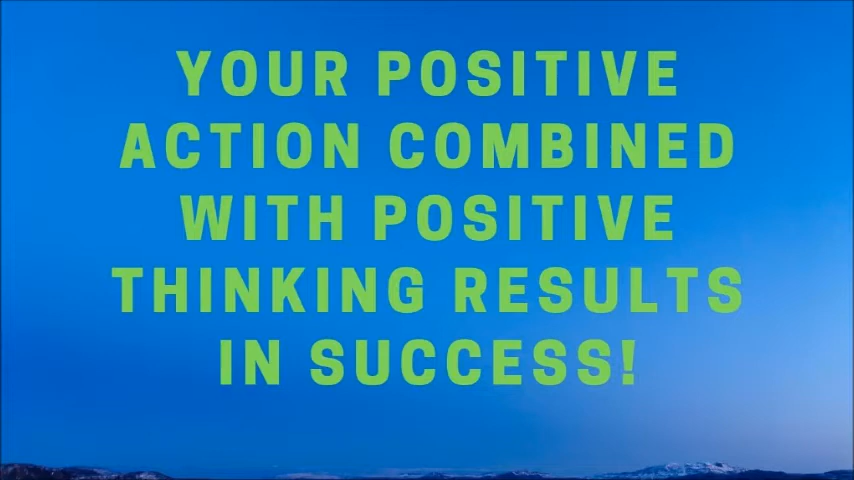 YOUR POSITIVE
ACTION COMBINED
WITH POSITIVE
THINKING RESULTS
IN SUCCESS!